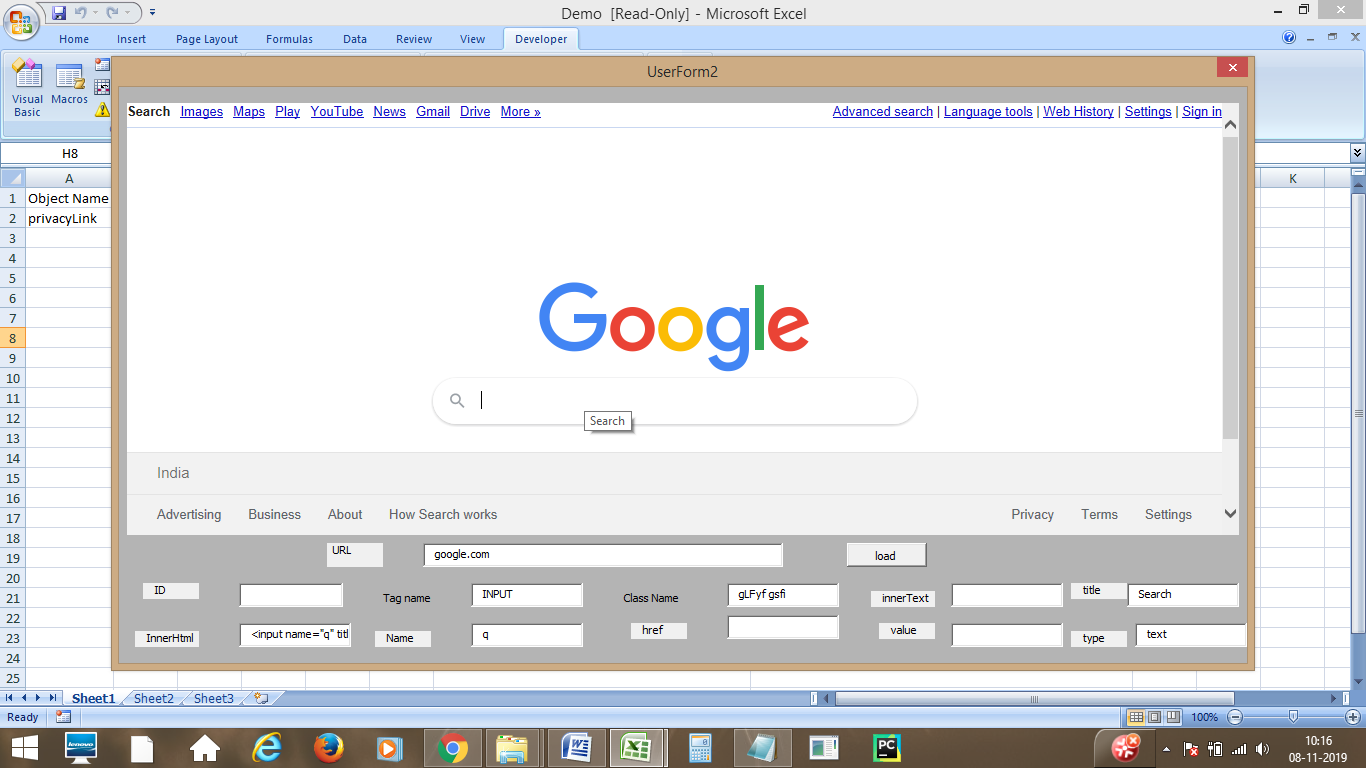 Demo [Read-Only] - Microsoft Excel
Home Insert Page Layout Formulas Data Review View Developer
Visual Basic
Macros
UserForm2
Search Images Maps Play YouTube News Gmail Drive More »
Advanced search | Language tools | Web History | Settings | Sign in
H8
A K
1 Object Name
2 privacyLink
3
4
5
6
7
8
9
10
11
12
13
14
15
16
17
18
19
20
21
22
23
24
25
Google
Search
India
Advertising Business About How Search works Privacy Terms Settings
URL google.com load
ID Tag name INPUT Class Name gLFyf gsfi innerText title Search
InnerHtml <input name="q" titl Name q href value type text
Sheet1 Sheet2 Sheet3
Ready 100%
lenovo
PC
10:16
08-11-2019